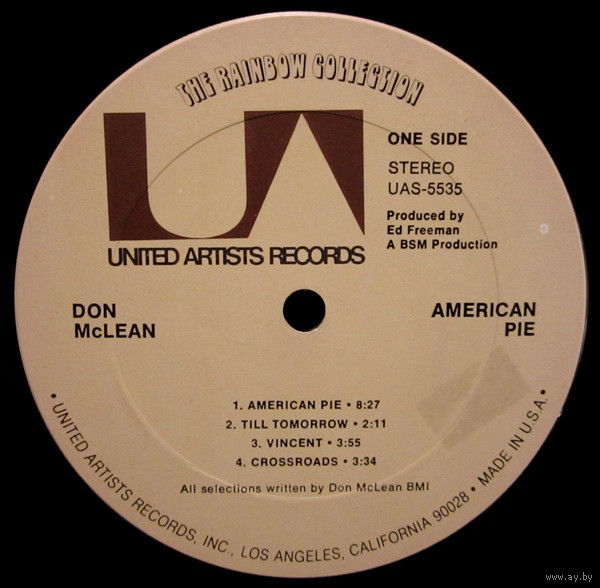 THE RAINBOW COLLECTION
UA
UNITED ARTISTS RECORDS
ONE SIDE
STEREO
UAS-5535
Produced by
Ed Freeman
A BSM Production
DON
McLEAN
AMERICAN
PIE
1. AMERICAN PIE • 8:27
2. TILL TOMORROW • 2:11
3. VINCENT • 3:55
4. CROSSROADS • 3:34
All selections written by Don McLean BMI
• UNITED ARTISTS RECORDS, INC., LOS ANGELES, CALIFORNIA 90028 • MADE IN U.S.A. •
www.ay.by